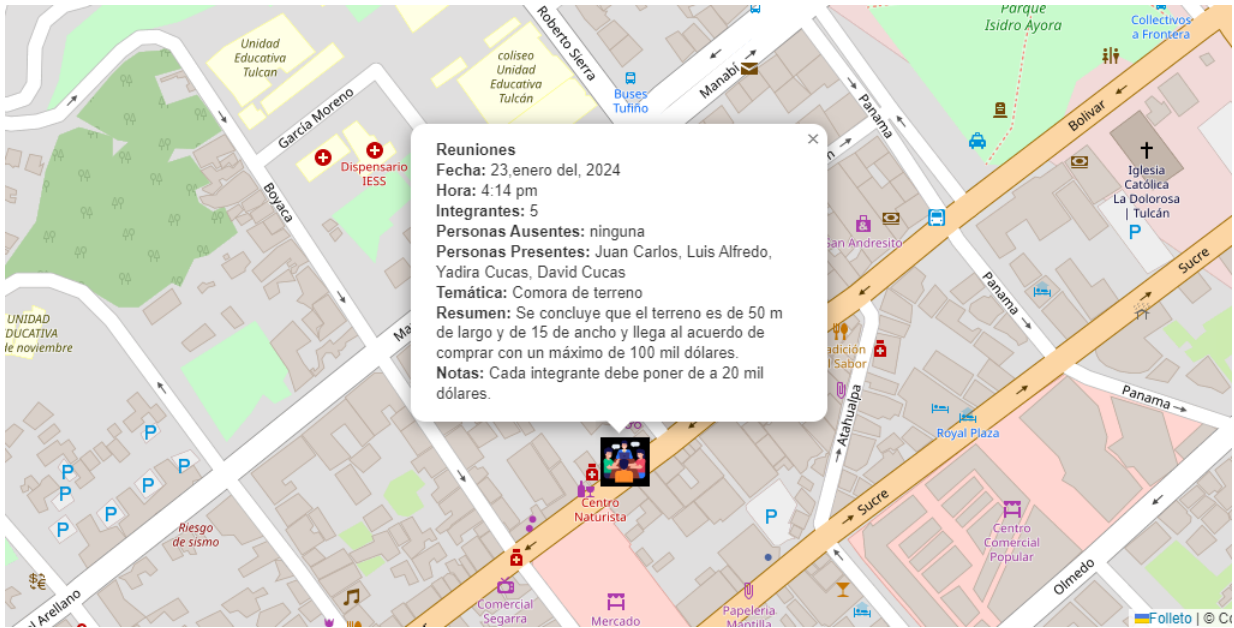 Parque
Isidro Ayora
Collectivos
a Frontera
Roberto Sierra
Unidad
Educativa
Tulcan
coliseo
Unidad
Educativa
Tulcán
Buses
Tufiño
Manabí
Panama
Bolivar
García Moreno
Dispensario
IESS
Boyaca
Iglesia
Católica
La Dolorosa
| Tulcán
P
San Andresito
Sucre
Panama
Reuniones
Fecha: 23,enero del, 2024
Hora: 4:14 pm
Integrantes: 5
Personas Ausentes: ninguna
Personas Presentes: Juan Carlos, Luis Alfredo,
Yadira Cucas, David Cucas
Temática: Comora de terreno
Resumen: Se concluye que el terreno es de 50 m
de largo y de 15 de ancho y llega al acuerdo de
comprar con un máximo de 100 mil dólares.
Notas: Cada integrante debe poner de a 20 mil
dólares.
×
UNIDAD
EDUCATIVA
de noviembre
Ma
adición
l Sabor
Atahualpa
Royal Plaza
Panama
P
P
P
P
P
P
Riesgo
de sismo
Centro
Naturista
P
Sucre
Centro
Comercial
Popular
Olmedo
l Arellano
Comercial
Segarra
Mercado
Papeleria
Mantilla
Folleto | © Co